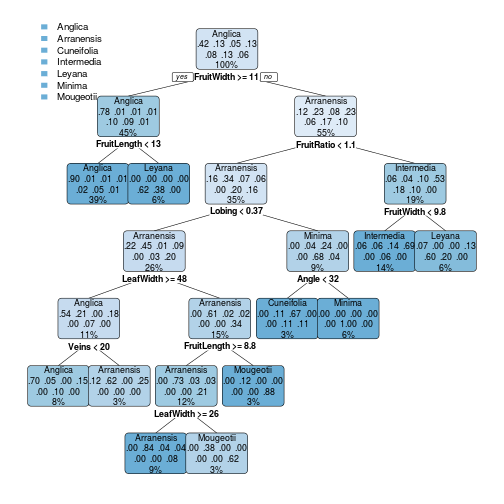 Anglica
Arranensis
Cuneifolia
Intermedia
Leyana
Minima
Mougeotii
Anglica
.42 .13 .05 .13
.08 .13 .06
100%
yes FruitWidth >= 11 no
Anglica
.78 .01 .01 .01
.10 .09 .01
45%
FruitLength < 13
Arranensis
.12 .23 .08 .23
.06 .17 .10
55%
FruitRatio < 1.1
Anglica
.90 .01 .01 .01
.02 .05 .01
39%
Leyana
.00 .00 .00 .00
.62 .38 .00
6%
Arranensis
.16 .34 .07 .06
.00 .20 .16
35%
Lobing < 0.37
Intermedia
.06 .04 .10 .53
.18 .10 .00
19%
FruitWidth < 9.8
Arranensis
.22 .45 .01 .09
.00 .03 .20
26%
LeafWidth >= 48
Minima
.00 .04 .24 .00
.00 .68 .04
9%
Angle < 32
Intermedia
.06 .06 .14 .69
.00 .06 .00
14%
Leyana
.07 .00 .00 .13
.60 .20 .00
6%
Anglica
.54 .21 .00 .18
.00 .07 .00
11%
Veins < 20
Arranensis
.00 .61 .02 .02
.00 .00 .34
15%
FruitLength >= 8.8
Cuneifolia
.00 .11 .67 .00
.00 .11 .11
3%
Minima
.00 .00 .00 .00
.00 1.00 .00
6%
Anglica
.70 .05 .00 .15
.00 .10 .00
8%
Arranensis
.12 .62 .00 .25
.00 .00 .00
3%
Arranensis
.00 .73 .03 .03
.00 .00 .21
12%
LeafWidth >= 26
Mougeotii
.00 .12 .00 .00
.00 .00 .88
3%
Arranensis
.00 .84 .04 .04
.00 .00 .08
9%
Mougeotii
.00 .38 .00 .00
.00 .00 .62
3%